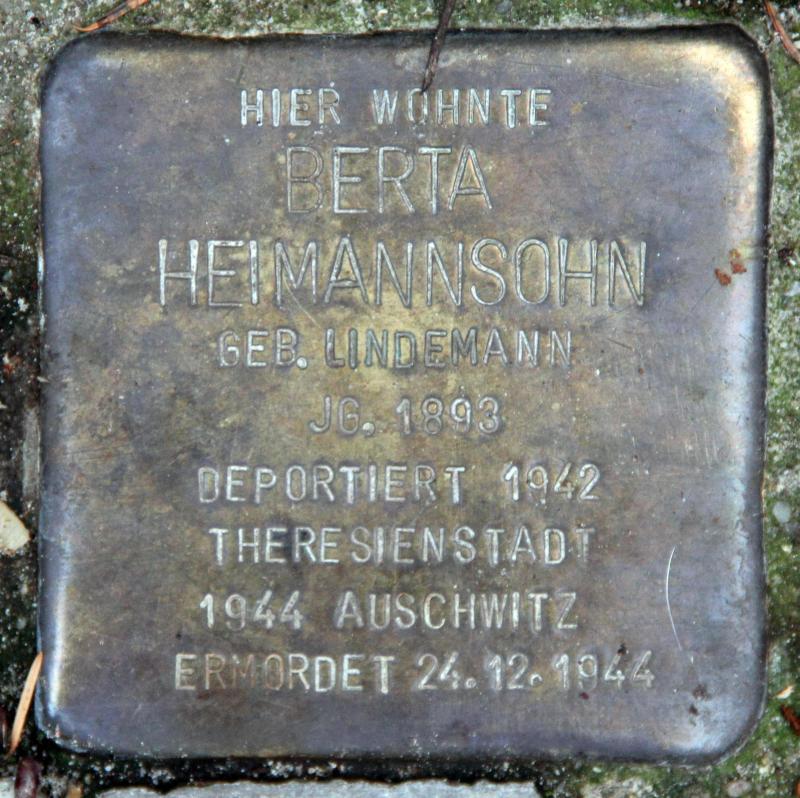 HIER WOHNTE
BERTA
HEIMANNSOHN
GEB. LINDEMANN
JG. 1893
DEPORTIERT 1942
THERESIENSTADT
1944 AUSCHWITZ
ERMORDET 24.12.1944